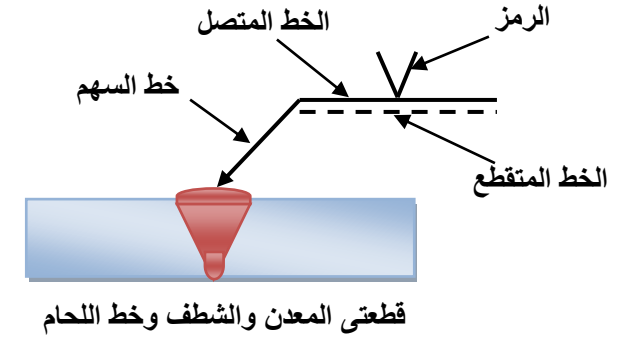 الرمز
الخط المتصل
خط السهم
الخط المتقطع
قطعتى المعدن والشطف وخط اللحام